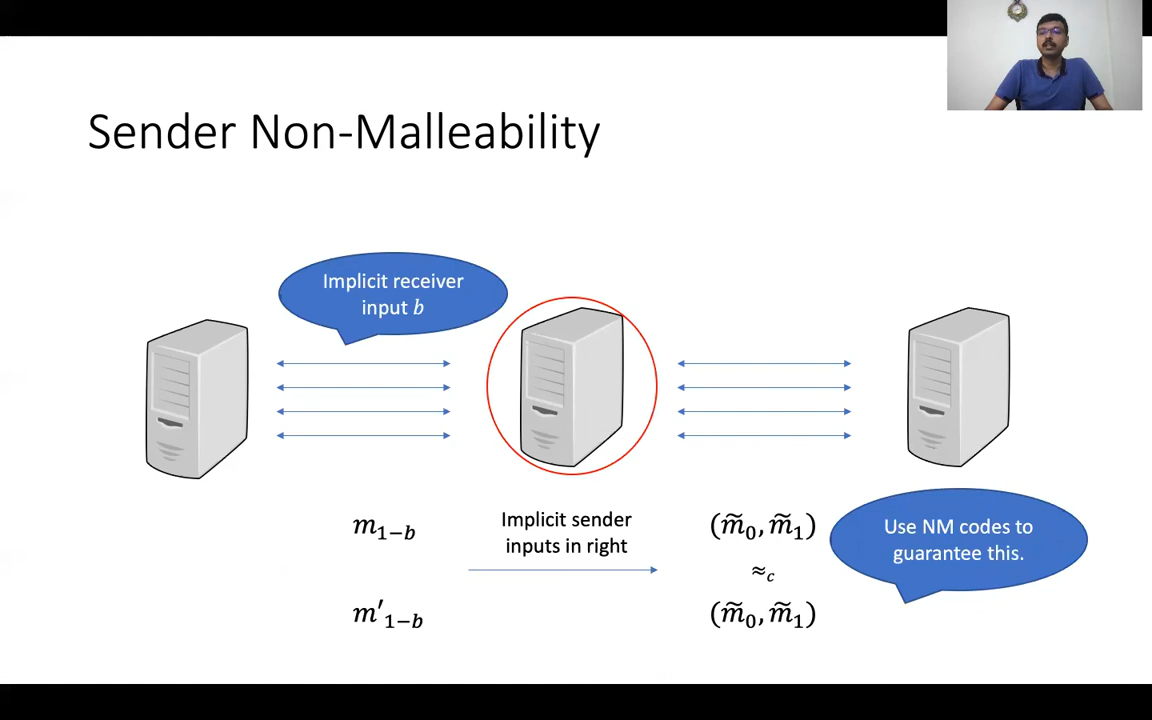 Sender Non-Malleability
Implicit receiver
input b
m₁₋b
Implicit sender
inputs in right
(m̃₀, m̃₁)
≈c
Use NM codes to
guarantee this.
m′₁₋b
(m̃₀, m̃₁)